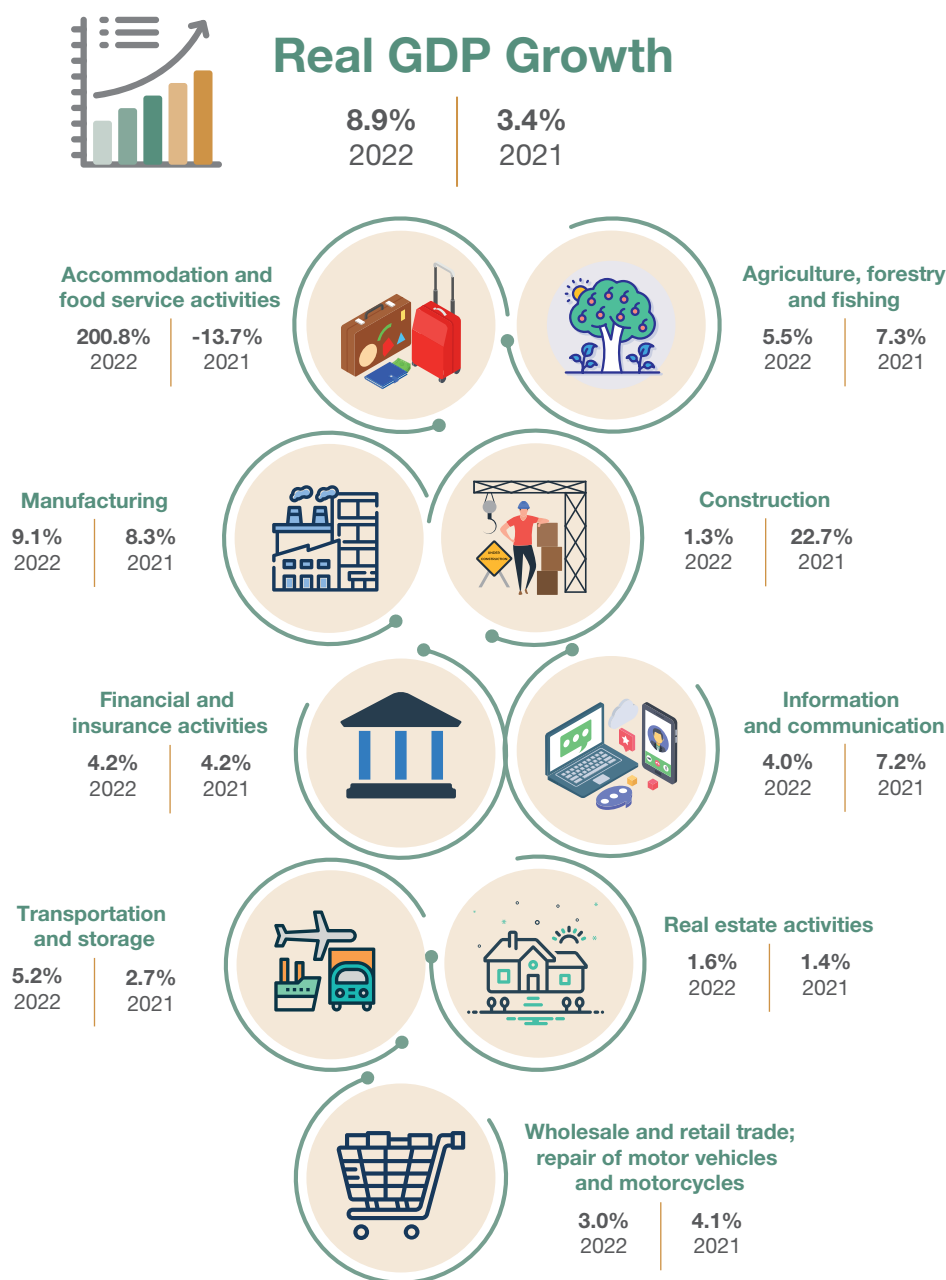 Real GDP Growth
8.9%
2022
3.4%
2021
Accommodation and
food service activities
200.8%
2022
-13.7%
2021
Agriculture, forestry
and fishing
5.5%
2022
7.3%
2021
Manufacturing
9.1%
2022
8.3%
2021
UNDER
CONSTRUCTION
Construction
1.3%
2022
22.7%
2021
Financial and
insurance activities
4.2%
2022
4.2%
2021
Information
and communication
4.0%
2022
7.2%
2021
Transportation
and storage
5.2%
2022
2.7%
2021
Real estate activities
1.6%
2022
1.4%
2021
Wholesale and retail trade;
repair of motor vehicles
and motorcycles
3.0%
2022
4.1%
2021